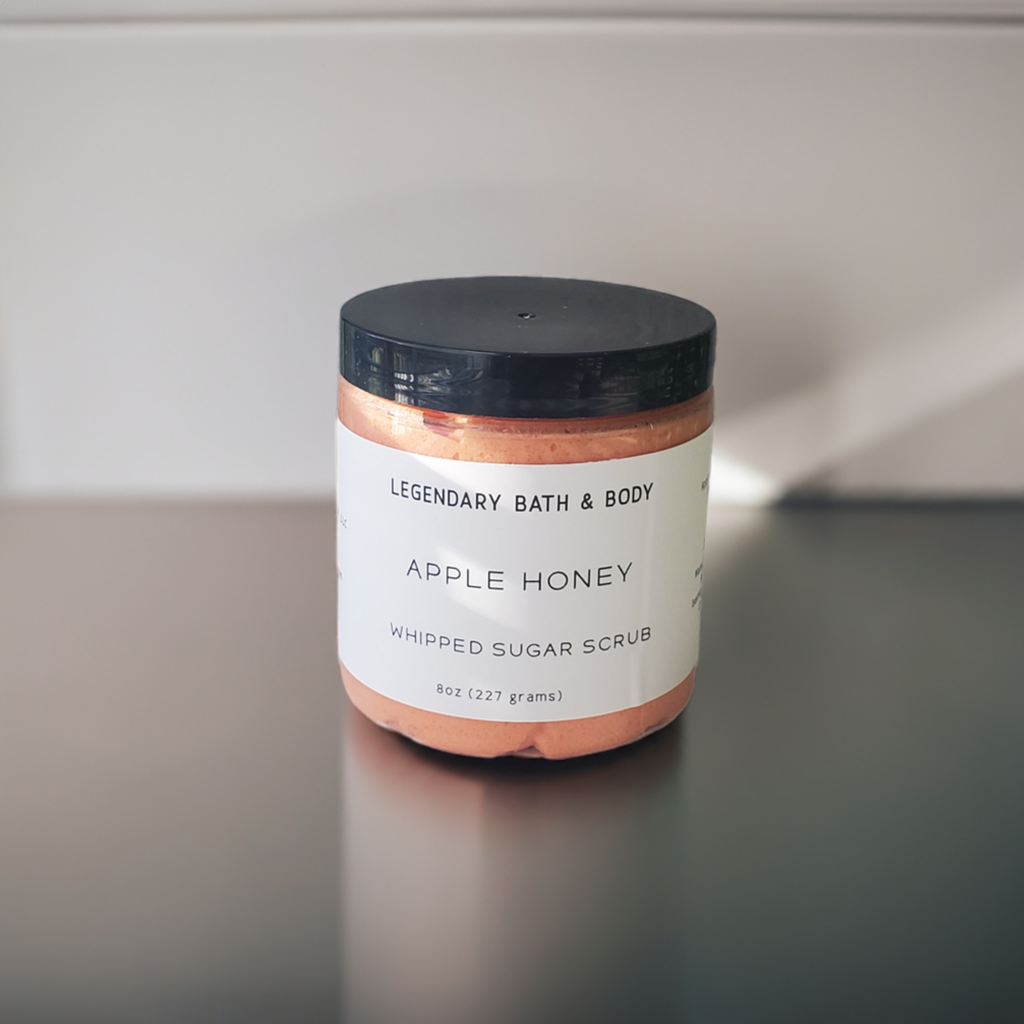 LEGENDARY BATH & BODY
APPLE HONEY
WHIPPED SUGAR SCRUB
8oz (227 grams)